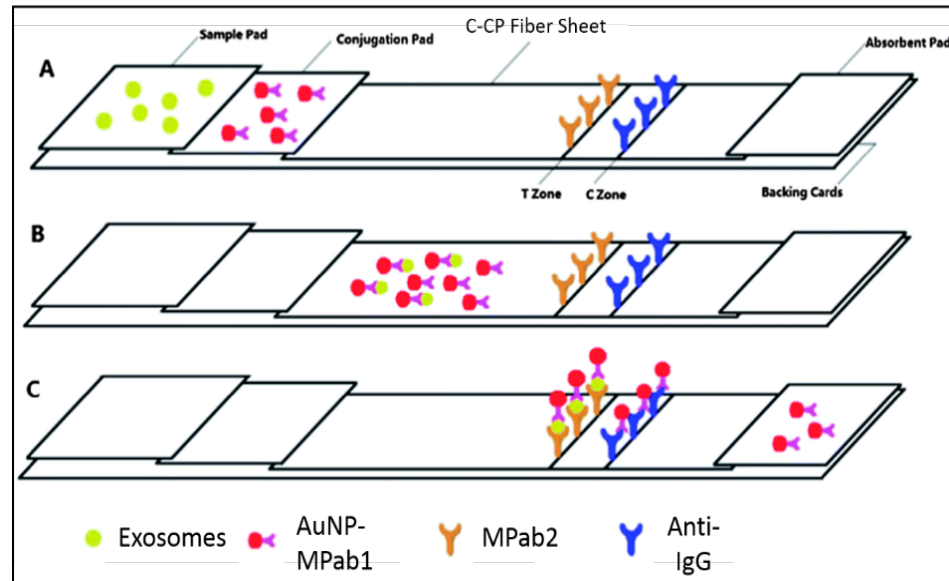 C-CP Fiber Sheet
Sample Pad
Conjugation Pad
Absorbent Pad
A
T Zone
C Zone
Backing Cards
B
C
Exosomes
AuNP-
MPab1
MPab2
Anti-
IgG